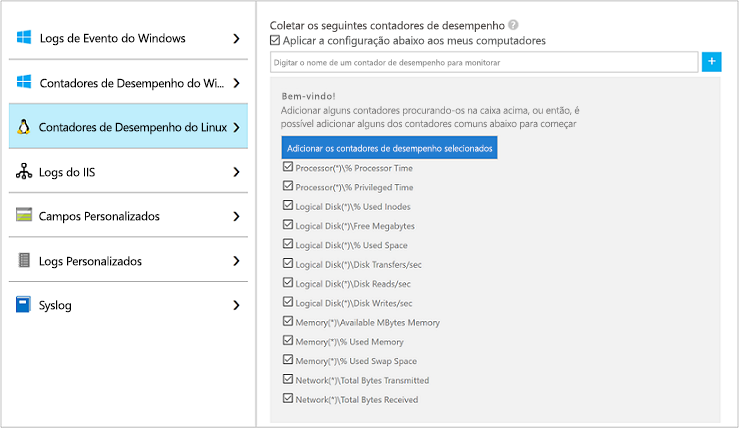 Logs de Evento do Windows
Contadores de Desempenho do Wi...
Contadores de Desempenho do Linux
Logs do IIS
Campos Personalizados
Logs Personalizados
Syslog
Coletar os seguintes contadores de desempenho ?
Aplicar a configuração abaixo aos meus computadores
Digitar o nome de um contador de desempenho para monitorar
+
Bem-vindo!
Adicionar alguns contadores procurando-os na caixa acima, ou então, é
possível adicionar alguns dos contadores comuns abaixo para começar
Adicionar os contadores de desempenho selecionados
Processor(*)\% Processor Time
Processor(*)\% Privileged Time
Logical Disk(*)\% Used Inodes
Logical Disk(*)\Free Megabytes
Logical Disk(*)\% Used Space
Logical Disk(*)\Disk Transfers/sec
Logical Disk(*)\Disk Reads/sec
Logical Disk(*)\Disk Writes/sec
Memory(*)\Available MBytes Memory
Memory(*)\% Used Memory
Memory(*)\% Used Swap Space
Network(*)\Total Bytes Transmitted
Network(*)\Total Bytes Received